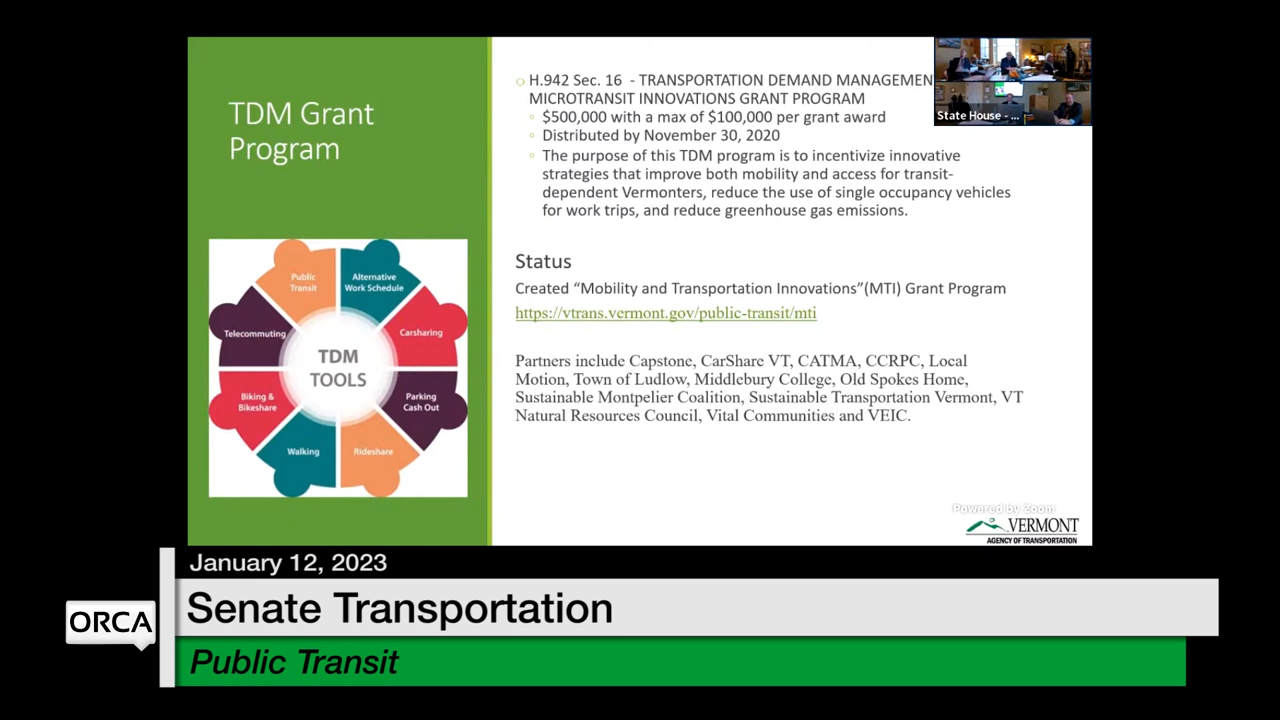 TDM Grant
Program
H.942 Sec. 16 - TRANSPORTATION DEMAND MANAGEMEN
MICROTRANSIT INNOVATIONS GRANT PROGRAM
$500,000 with a max of $100,000 per grant award
Distributed by November 30, 2020
The purpose of this TDM program is to incentivize innovative
strategies that improve both mobility and access for transit-
dependent Vermonters, reduce the use of single occupancy vehicles
for work trips, and reduce greenhouse gas emissions.
Status
Created “Mobility and Transportation Innovations”(MTI) Grant Program
https://vtrans.vermont.gov/public-transit/mti
Partners include Capstone, CarShare VT, CATMA, CCRPC, Local
Motion, Town of Ludlow, Middlebury College, Old Spokes Home,
Sustainable Montpelier Coalition, Sustainable Transportation Vermont, VT
Natural Resources Council, Vital Communities and VEIC.
Public
Transit
Alternative
Work Schedule
Telecommuting
Carsharing
TDM
TOOLS
Biking &
Bikeshare
Parking
Cash Out
Walking
Rideshare
State House - ...
Powered by Zoom
VERMONT
AGENCY OF TRANSPORTATION
January 12, 2023
ORCA
Senate Transportation
Public Transit